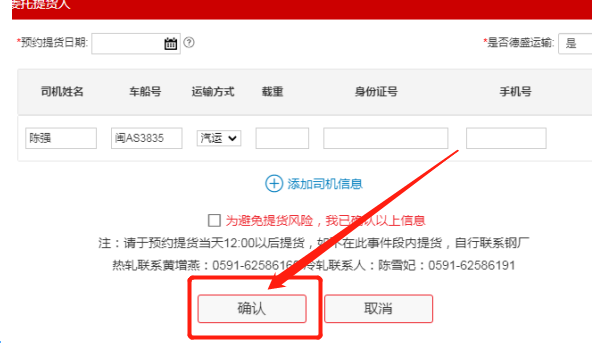 委托提货人
*预约提货日期:
*是否德盛运输: 是
司机姓名 车船号 运输方式 载重 身份证号 手机号
陈强 闽AS3835 汽运
添加司机信息
为避免提货风险，我已确认以上信息
注：请于预约提货当天12:00以后提货，如不在此事件段内提货，自行联系钢厂
热轧联系黄增燕：0591-6258616 冷轧联系人：陈雪妃：0591-62586191
确认 取消